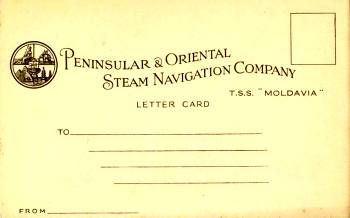 PENINSULAR & ORIENTAL
STEAM NAVIGATION COMPANY
T.S.S. "MOLDAVIA"
LETTER CARD
TO
FROM